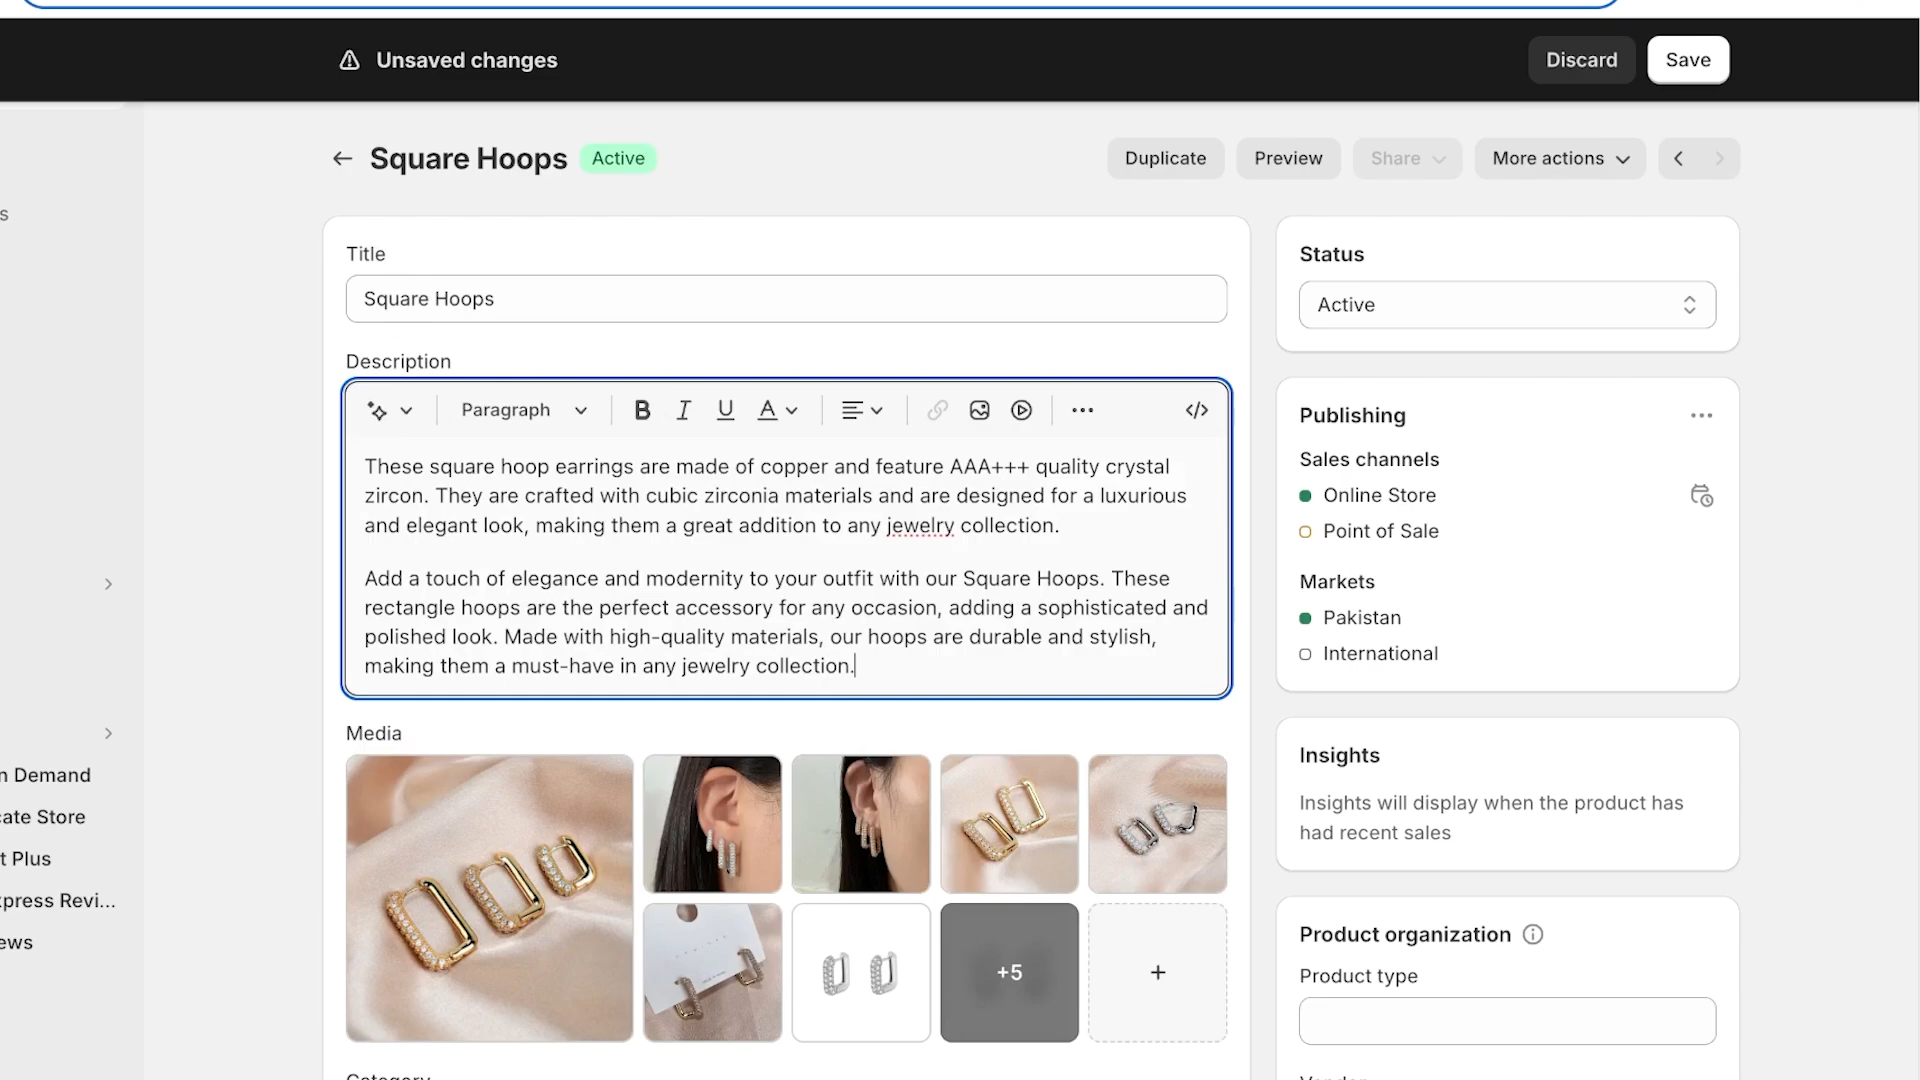 Unsaved changes
Discard
Save
Square Hoops
Active
Duplicate
Preview
Share
More actions
s
Title
Square Hoops
Description
Paragraph
B I U A
These square hoop earrings are made of copper and feature AAA+++ quality crystal
zircon. They are crafted with cubic zirconia materials and are designed for a luxurious
and elegant look, making them a great addition to any jewelry collection.
Add a touch of elegance and modernity to your outfit with our Square Hoops. These
rectangle hoops are the perfect accessory for any occasion, adding a sophisticated and
polished look. Made with high-quality materials, our hoops are durable and stylish,
making them a must-have in any jewelry collection.
Media
+5
+
n Demand
cate Store
t Plus
xpress Revi...
ews
Status
Active
Publishing
Sales channels
Online Store
Point of Sale
Markets
Pakistan
International
Insights
Insights will display when the product has
had recent sales
Product organization
Product type